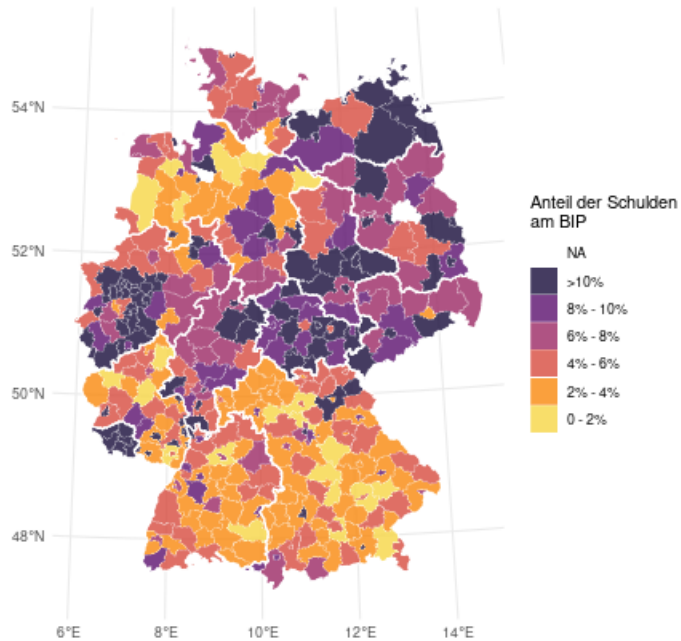 54°N
52°N
50°N
48°N
6°E
8°E
10°E
12°E
14°E
Anteil der Schulden
am BIP
NA
>10%
8% - 10%
6% - 8%
4% - 6%
2% - 4%
0 - 2%